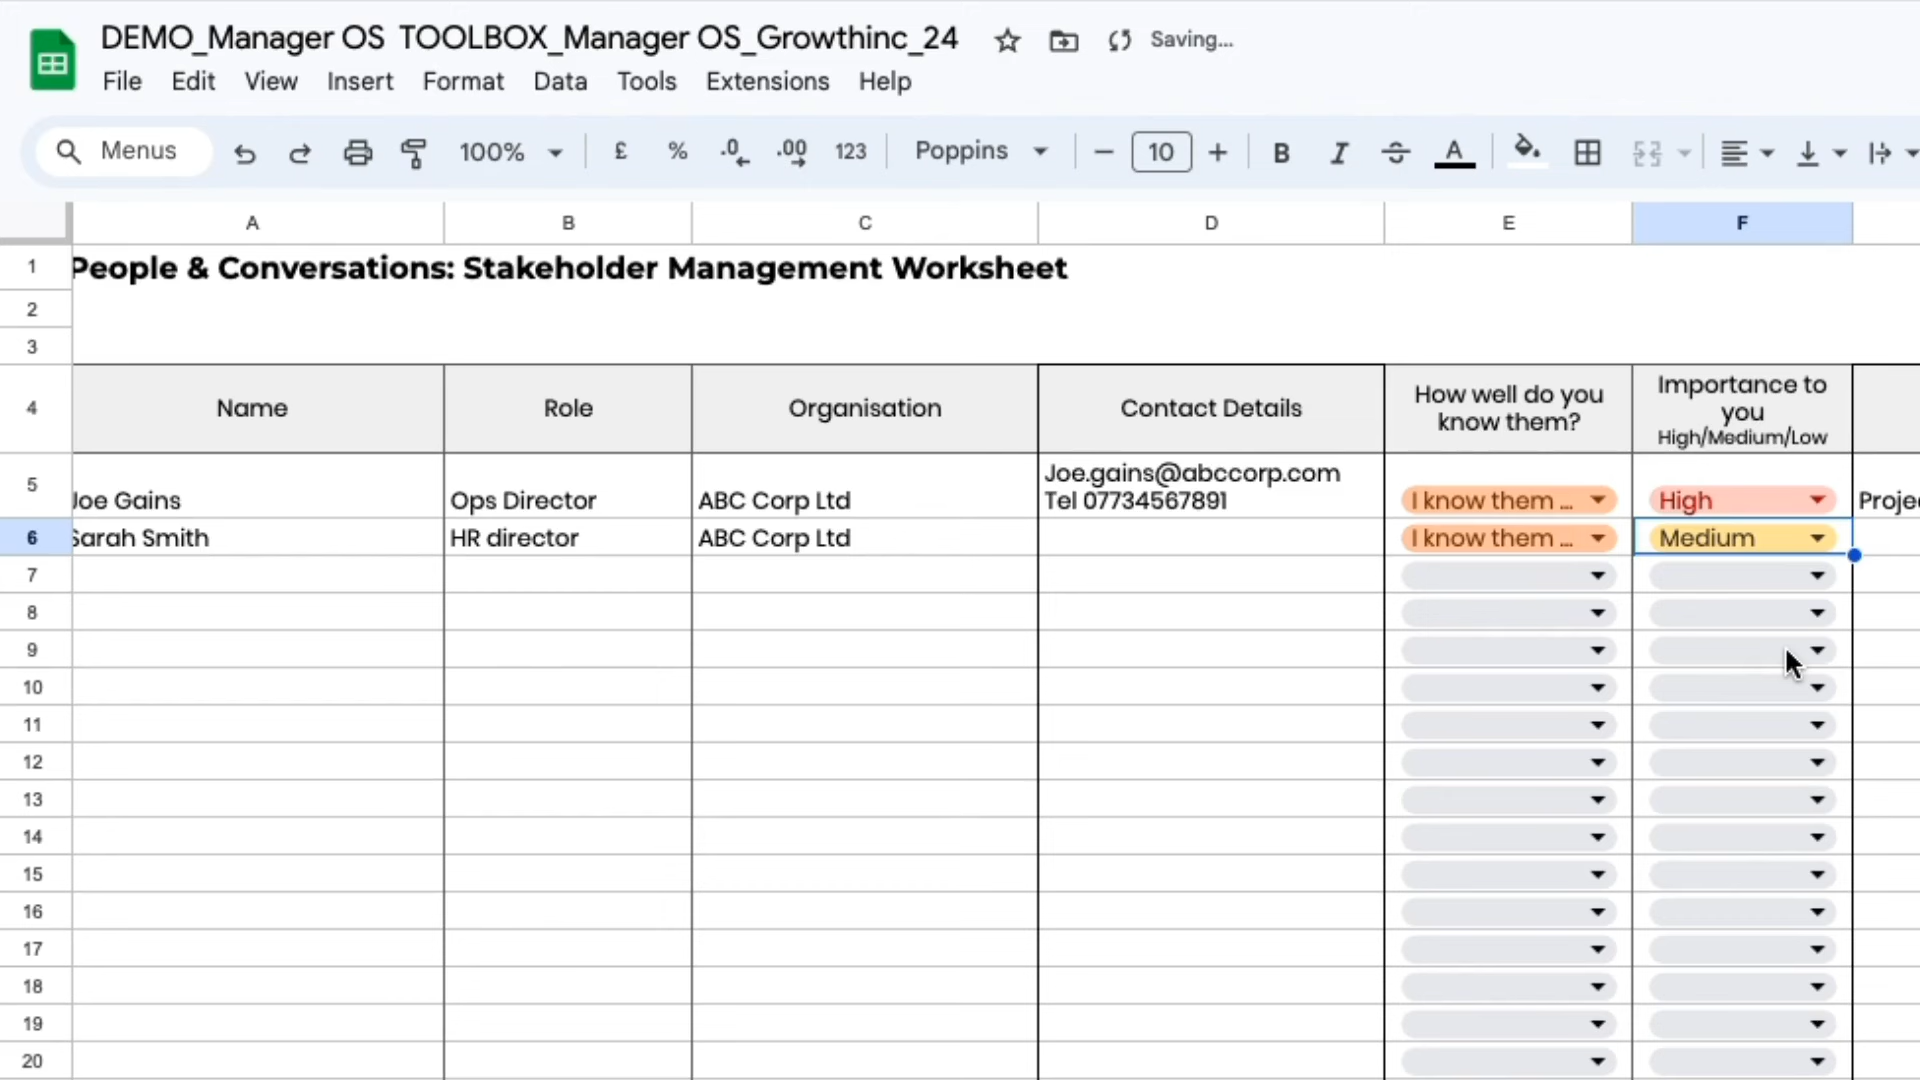 DEMO_Manager OS TOOLBOX_Manager OS_Growthinc_24 Saving...
File Edit View Insert Format Data Tools Extensions Help
Menus 100% £ % .0 .00 123 Poppins 10 B I S A
A B C D E F
1 People & Conversations: Stakeholder Management Worksheet
2
3
4 Name Role Organisation Contact Details How well do you know them? Importance to you High/Medium/Low
5 Joe Gains Ops Director ABC Corp Ltd Joe.gains@abccorp.com Tel 07734567891 I know them ... High
6 Sarah Smith HR director ABC Corp Ltd I know them ... Medium
7
8
9
10
11
12
13
14
15
16
17
18
19
20